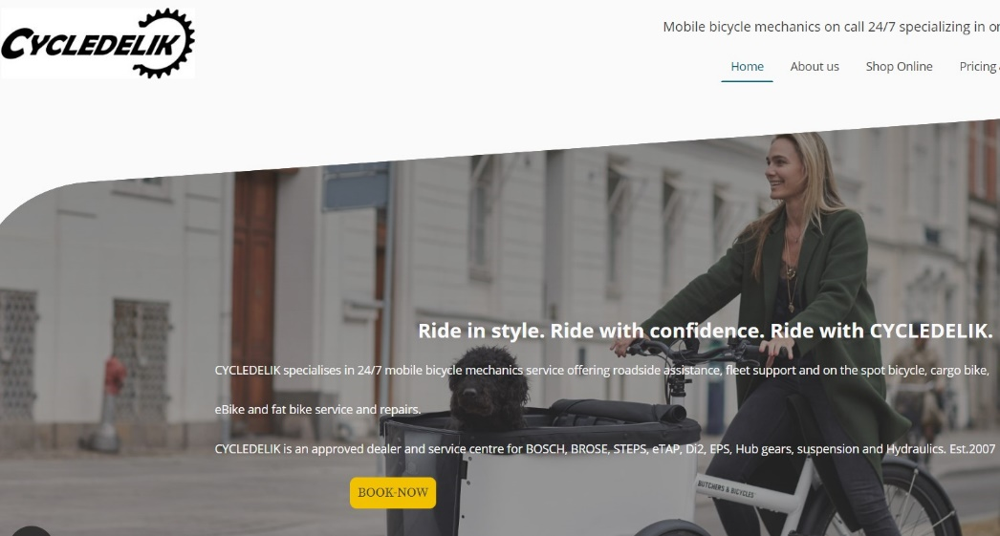 CYCLEDELIK
Mobile bicycle mechanics on call 24/7 specializing in
Home About us Shop Online Pricing
Ride in style. Ride with confidence. Ride with CYCLEDELIK.
CYCLEDELIK specialises in 24/7 mobile bicycle mechanics service offering roadside assistance, fleet support and on the spot bicycle, cargo bike,
eBike and fat bike service and repairs.
CYCLEDELIK is an approved dealer and service centre for BOSCH, BROSE, STEPS, eTAP, Di2, EPS, Hub gears, suspension and Hydraulics. Est.2007
BUTCHERS & BICYCLES
BOOK-NOW